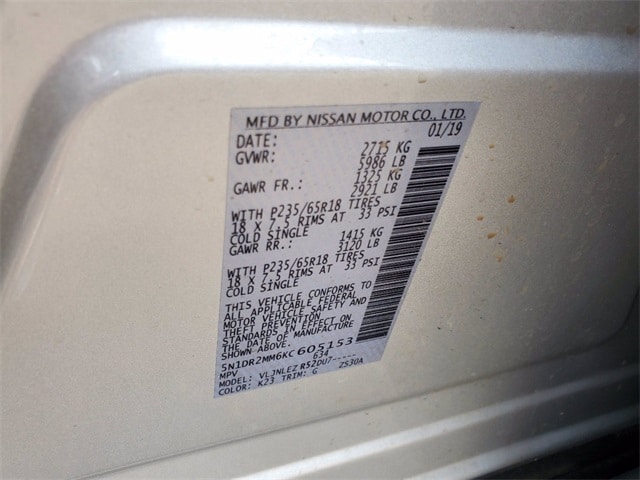 MFD BY NISSAN MOTOR CO., LTD.
DATE: 01/19
GVWR: 2715 KG
5986 LB
GAWR FR.: 1325 KG
2921 LB
WITH P235/65R18 TIRES
18 X 7.5 RIMS AT 33 PSI
COLD SINGLE
GAWR RR.: 1415 KG
3120 LB
WITH P235/65R18 TIRES
18 X 7.5 RIMS AT 33 PSI
COLD SINGLE
THIS VEHICLE CONFORMS TO
ALL APPLICABLE FEDERAL
MOTOR VEHICLE SAFETY AND
THEFT PREVENTION
STANDARDS IN EFFECT ON
THE DATE OF MANUFACTURE
SHOWN ABOVE.
5N1DR2MM6KC605153
MPV 634
MODEL: VLJNLEZ R52DU7-----
COLOR: K23 TRIM: G ZS30A